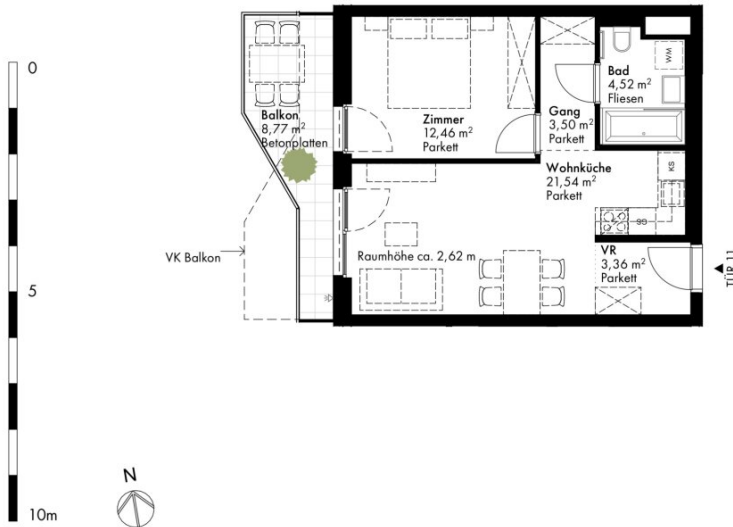 0
5
10m
N
Balkon
8,77 m²
Betonplatten
VK Balkon
Zimmer
12,46 m²
Parkett
Gang
3,50 m²
Parkett
Bad
4,52 m²
Fliesen
WM
Wohnküche
21,54 m²
Parkett
KS
GS
Raumhöhe ca. 2,62 m
VR
3,36 m²
Parkett
TÜR 11